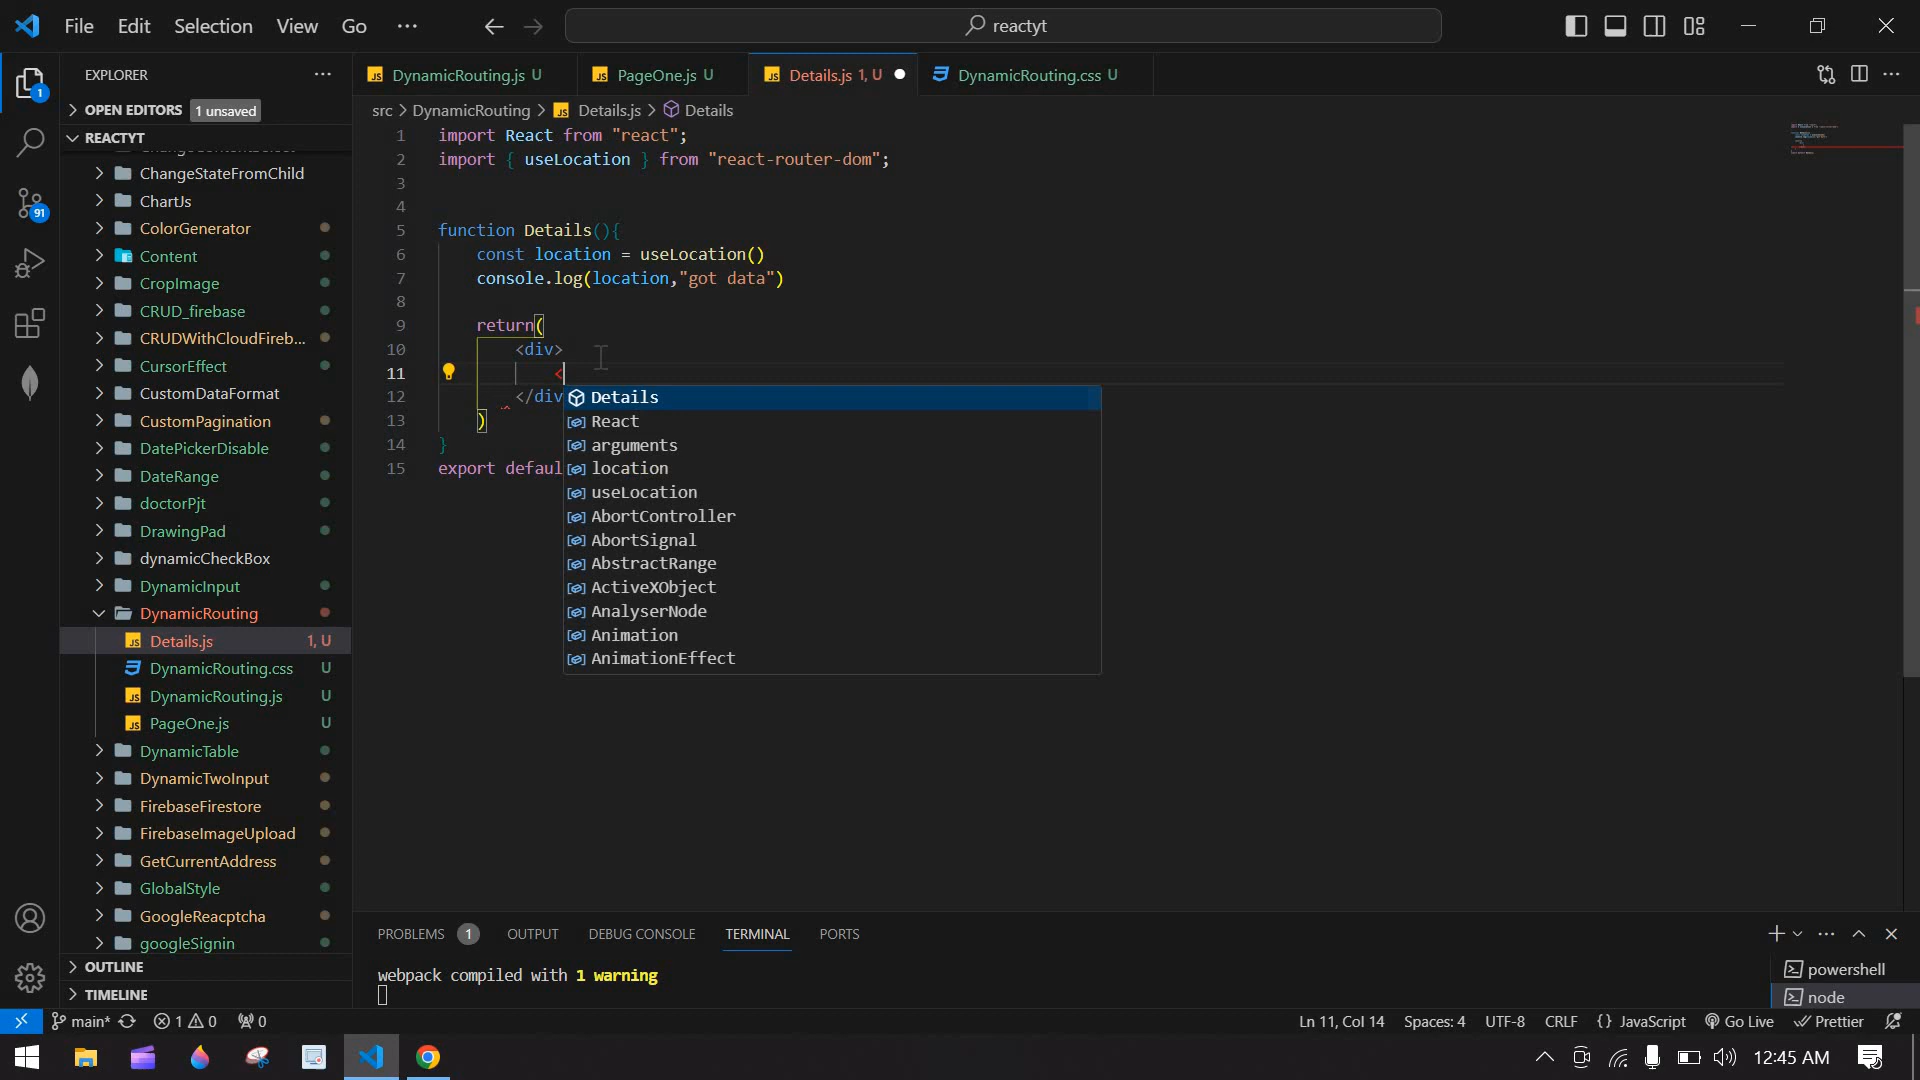 File Edit Selection View Go ··· reactyt
EXPLORER
OPEN EDITORS 1 unsaved
REACTYT
ChangeStateFromChild
ChartJs
ColorGenerator
Content
CropImage
CRUD_firebase
CRUDWithCloudFireb...
CursorEffect
CustomDataFormat
CustomPagination
DatePickerDisable
DateRange
doctorPjt
DrawingPad
dynamicCheckBox
DynamicInput
DynamicRouting
Details.js 1, U
DynamicRouting.css U
DynamicRouting.js U
PageOne.js U
DynamicTable
DynamicTwoInput
FirebaseFirestore
FirebaseImageUpload
GetCurrentAddress
GlobalStyle
GoogleReacptcha
googleSignin
OUTLINE
TIMELINE
1
91
DynamicRouting.js U PageOne.js U Details.js 1, U DynamicRouting.css U
src > DynamicRouting > Details.js > Details
1 import React from "react";
2 import { useLocation } from "react-router-dom";
3
4
5 function Details(){
6 const location = useLocation()
7 console.log(location,"got data")
8
9 return(
10 <div>
11 <
12 </div
13 )
14 }
15 export defaul
Details
React
arguments
location
useLocation
AbortController
AbortSignal
AbstractRange
ActiveXObject
AnalyserNode
Animation
AnimationEffect
PROBLEMS 1 OUTPUT DEBUG CONSOLE TERMINAL PORTS
webpack compiled with 1 warning
powershell
node
main* 1 0 0 Ln 11, Col 14 Spaces: 4 UTF-8 CRLF {} JavaScript Go Live Prettier
12:45 AM